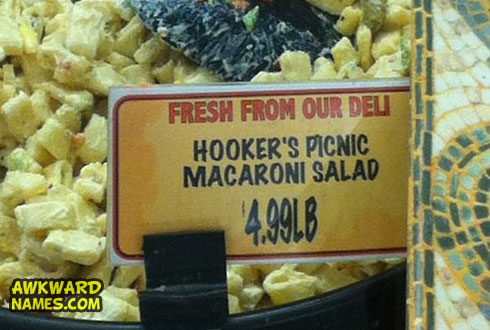 FRESH FROM OUR DELI
HOOKER'S PICNIC
MACARONI SALAD
$4.99LB
AWKWARD
NAMES.COM